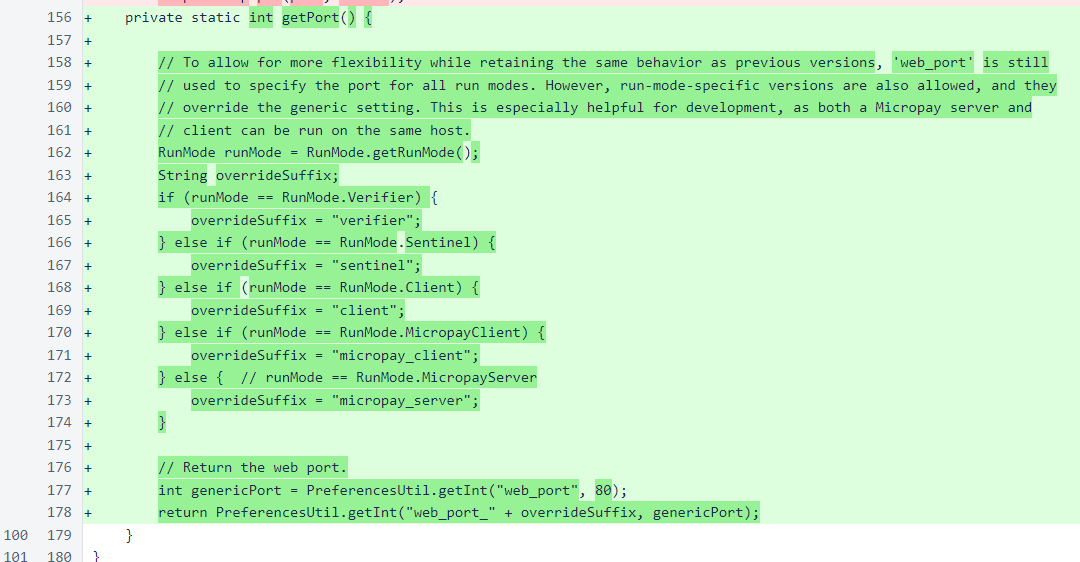 156 + private static int getPort() {
157 +
158 + // To allow for more flexibility while retaining the same behavior as previous versions, 'web_port' is still
159 + // used to specify the port for all run modes. However, run-mode-specific versions are also allowed, and they
160 + // override the generic setting. This is especially helpful for development, as both a Micropay server and
161 + // client can be run on the same host.
162 + RunMode runMode = RunMode.getRunMode();
163 + String overrideSuffix;
164 + if (runMode == RunMode.Verifier) {
165 + overrideSuffix = "verifier";
166 + } else if (runMode == RunMode.Sentinel) {
167 + overrideSuffix = "sentinel";
168 + } else if (runMode == RunMode.Client) {
169 + overrideSuffix = "client";
170 + } else if (runMode == RunMode.MicropayClient) {
171 + overrideSuffix = "micropay_client";
172 + } else {  // runMode == RunMode.MicropayServer
173 + overrideSuffix = "micropay_server";
174 + }
175 +
176 + // Return the web port.
177 + int genericPort = PreferencesUtil.getInt("web_port", 80);
178 + return PreferencesUtil.getInt("web_port_" + overrideSuffix, genericPort);
100 179 }
101 180 }